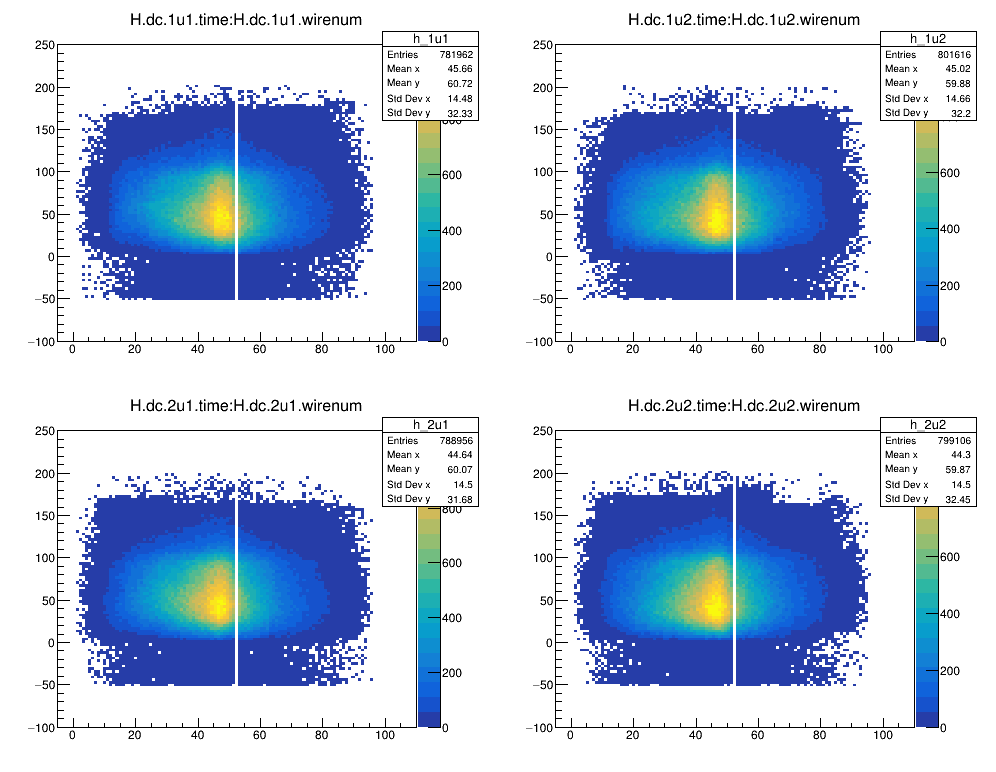 H.dc.1u1.time:H.dc.1u1.wirenum
h_1u1
Entries 781962
Mean x 45.66
Mean y 60.72
Std Dev x 14.48
Std Dev y 32.33
250
200
150
100
50
0
−50
−100
0 20 40 60 80 100
600
400
200
0
H.dc.1u2.time:H.dc.1u2.wirenum
h_1u2
Entries 801616
Mean x 45.02
Mean y 59.88
Std Dev x 14.66
Std Dev y 32.2
250
200
150
100
50
0
−50
−100
0 20 40 60 80 100
600
400
200
0
H.dc.2u1.time:H.dc.2u1.wirenum
h_2u1
Entries 788956
Mean x 44.64
Mean y 60.07
Std Dev x 14.5
Std Dev y 31.68
250
200
150
100
50
0
−50
−100
0 20 40 60 80 100
800
600
400
200
0
H.dc.2u2.time:H.dc.2u2.wirenum
h_2u2
Entries 799106
Mean x 44.3
Mean y 59.87
Std Dev x 14.5
Std Dev y 32.45
250
200
150
100
50
0
−50
−100
0 20 40 60 80 100
600
400
200
0